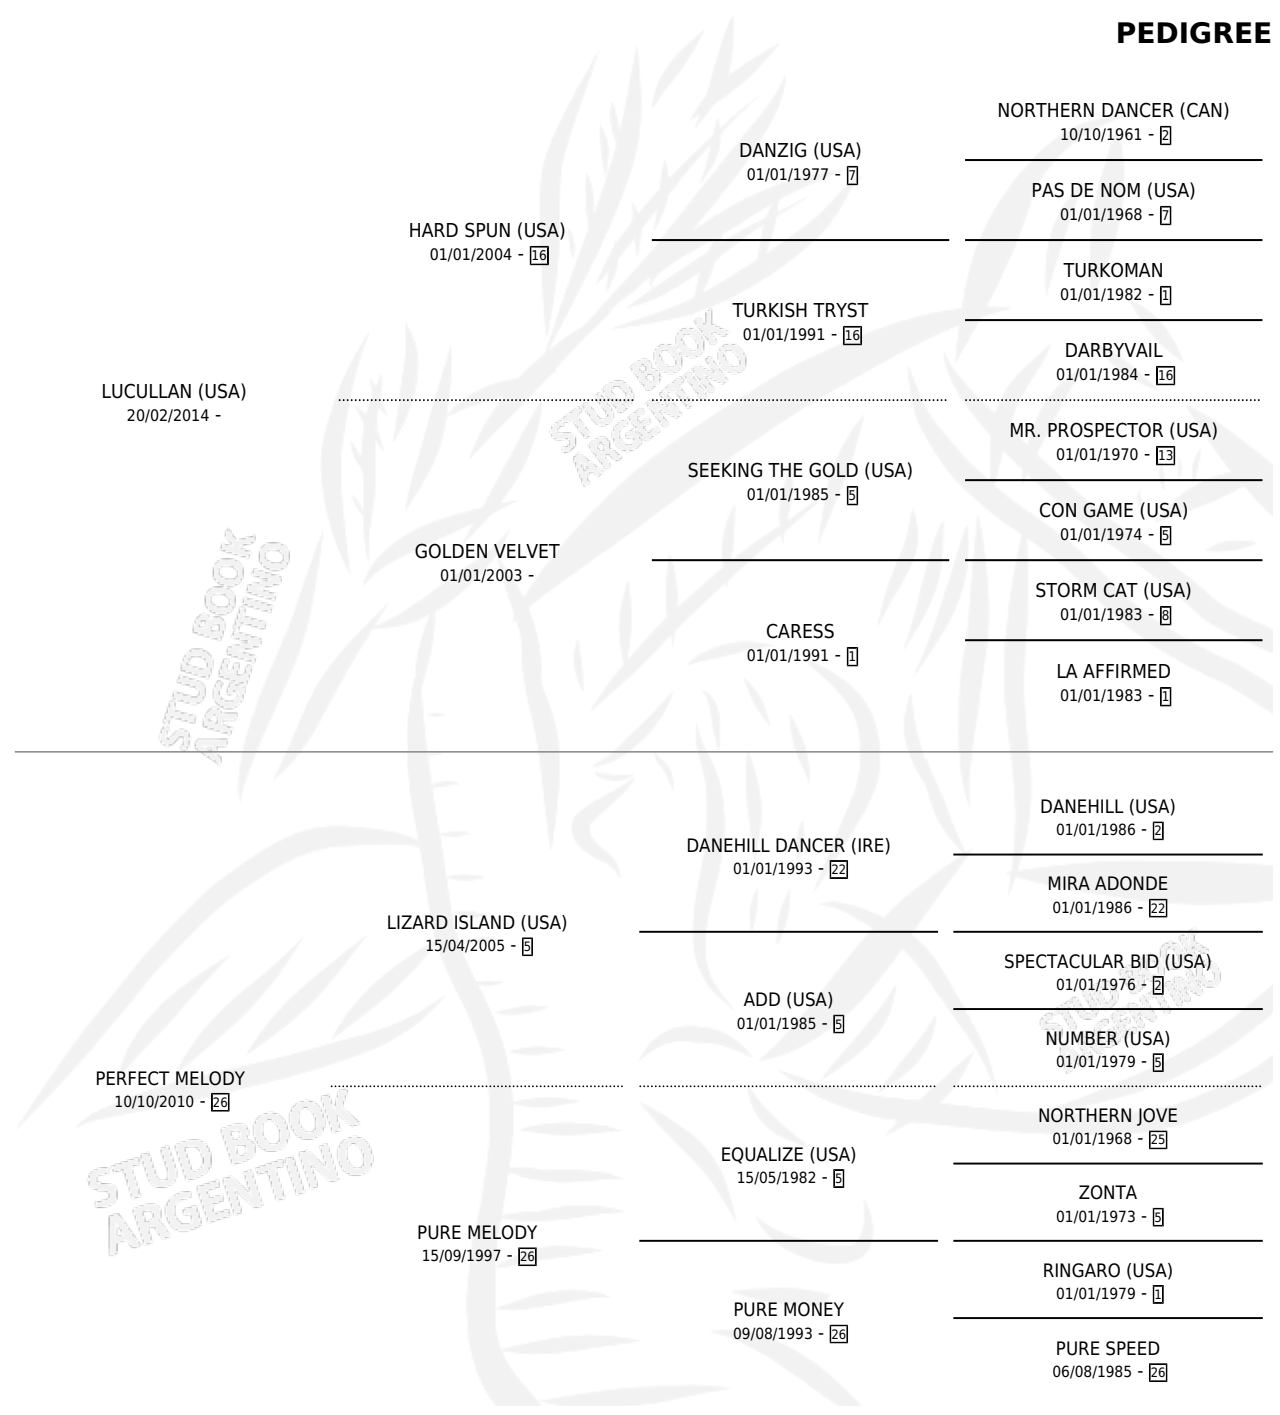 PEDIGREE
NORTHERN DANCER (CAN)
10/10/1961 - 2
DANZIG (USA)
01/01/1977 - 7
PAS DE NOM (USA)
01/01/1968 - 7
HARD SPUN (USA)
01/01/2004 - 16
TURKOMAN
01/01/1982 - 1
TURKISH TRYST
01/01/1991 - 16
DARBYVAIL
01/01/1984 - 16
LUCULLAN (USA)
20/02/2014 -
MR. PROSPECTOR (USA)
01/01/1970 - 13
SEEKING THE GOLD (USA)
01/01/1985 - 5
CON GAME (USA)
01/01/1974 - 5
GOLDEN VELVET
01/01/2003 -
STORM CAT (USA)
01/01/1983 - 8
CARESS
01/01/1991 - 1
LA AFFIRMED
01/01/1983 - 1
DANEHILL (USA)
01/01/1986 - 2
DANEHILL DANCER (IRE)
01/01/1993 - 22
MIRA ADONDE
01/01/1986 - 22
LIZARD ISLAND (USA)
15/04/2005 - 5
SPECTACULAR BID (USA)
01/01/1976 - 2
ADD (USA)
01/01/1985 - 5
NUMBER (USA)
01/01/1979 - 5
PERFECT MELODY
10/10/2010 - 26
NORTHERN JOVE
01/01/1968 - 25
EQUALIZE (USA)
15/05/1982 - 5
ZONTA
01/01/1973 - 5
PURE MELODY
15/09/1997 - 26
RINGARO (USA)
01/01/1979 - 1
PURE MONEY
09/08/1993 - 26
PURE SPEED
06/08/1985 - 26
STUD BOOK
ARGENTINO
STUD BOOK
ARGENTINO
STUD BOOK
ARGENTINO
STUD BOOK
ARGENTINO